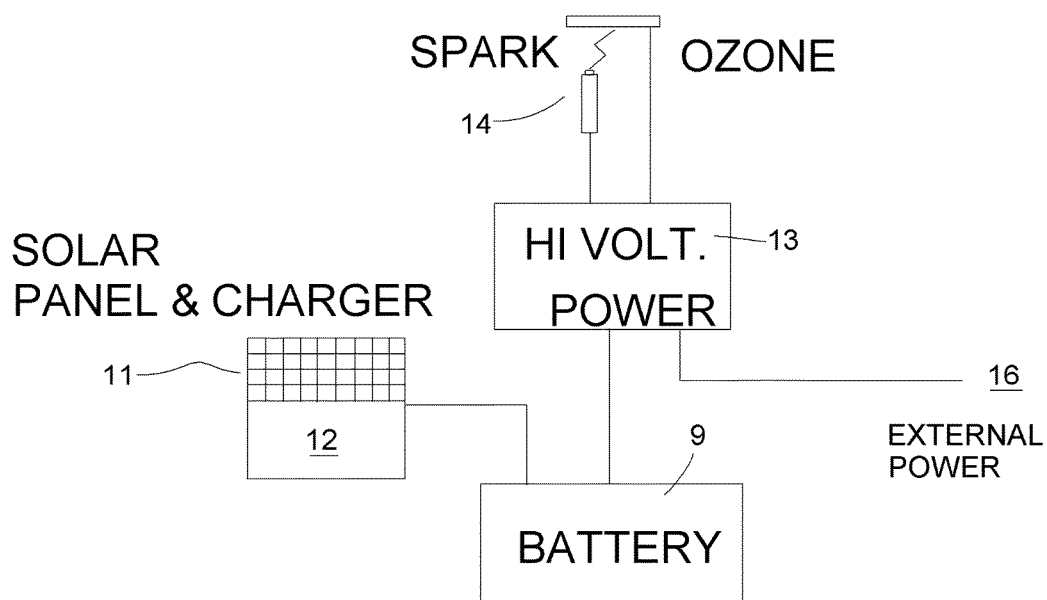 SPARK
OZONE
14
HI VOLT.
POWER
13
SOLAR
PANEL & CHARGER
11
12
16
EXTERNAL
POWER
9
BATTERY